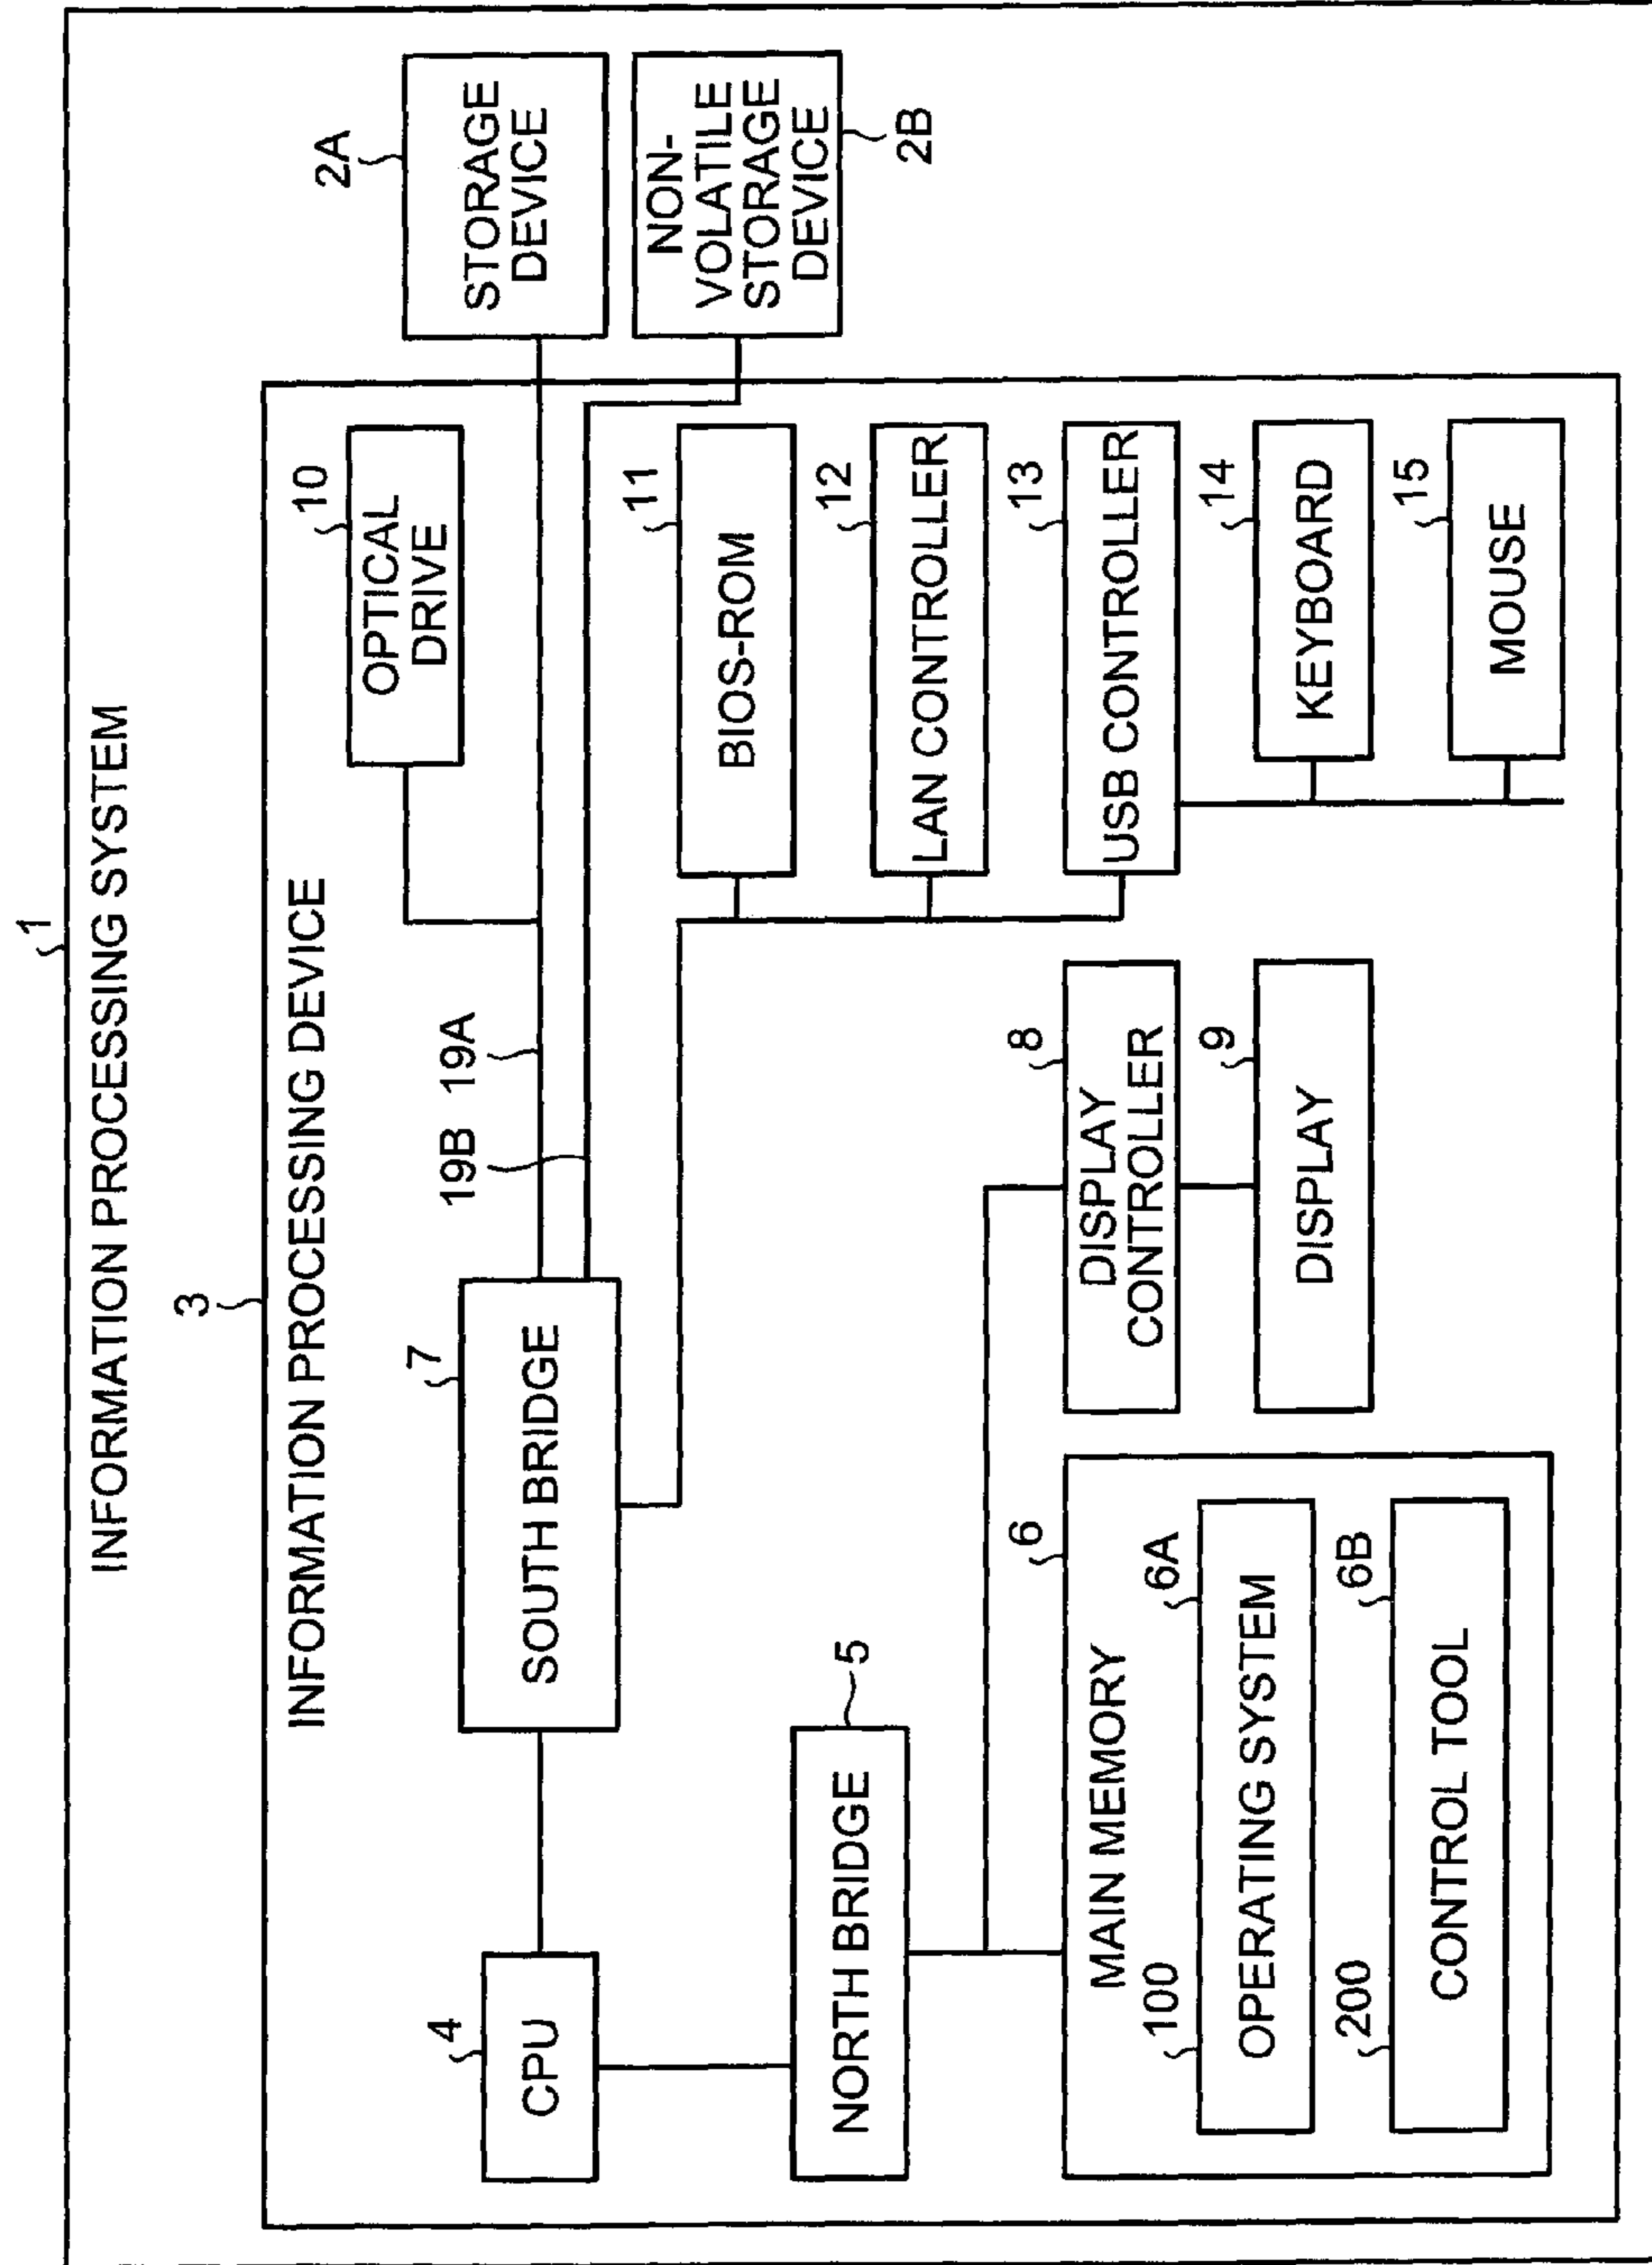 1
INFORMATION PROCESSING SYSTEM
3
INFORMATION PROCESSING DEVICE
4
CPU
7
SOUTH BRIDGE
19B
19A
10
OPTICAL
DRIVE
2A
STORAGE
DEVICE
NON-
VOLATILE
STORAGE
DEVICE
2B
5
NORTH BRIDGE
11
BIOS-ROM
12
LAN CONTROLLER
6
MAIN MEMORY
8
DISPLAY
CONTROLLER
13
USB CONTROLLER
100
6A
OPERATING SYSTEM
9
DISPLAY
14
KEYBOARD
200
6B
CONTROL TOOL
15
MOUSE